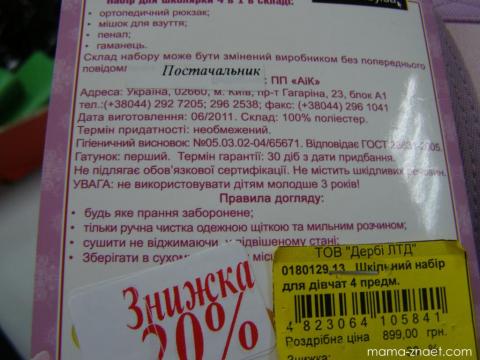 Набір для школярки 4 в 1 в складі:
• ортопедичний рюкзак;
• мішок для взуття;
• пенал;
• гаманець.
Склад набору може бути змінений виробником без попереднього
Постачальник
: ПП «АіК»
Адреса: Україна, 02660, м. Київ, пр-т Гагаріна, 23, блок А1
тел.:(+38044) 292 7205; 296 2538; факс: (+38044) 296 1041
Дата виготовлення: 06/2011. Склад: 100% поліестер.
Термін придатності: необмежений.
Гігієнічний висновок: №05.03.02-04/65671. Відповідає ГОСТ
Гатунок: перший. Термін гарантії: 30 діб з дати придбання.
Не підлягає обов'язкової сертифікації. Не містить шкідливих речовин.
УВАГА: не використовувати дітям молодше 3 років!
Правила догляду:
• будь яке прання заборонене;
• тільки ручна чистка одежною щіткою та мильним розчином;
• сушити не віджимаючи, у підвішеному стані;
• Зберігати в сухому
ТОВ "Дербі ЛТД"
0180129,13 Шкільний набір
для дівчат 4 предм.
4 823064 105841
Роздрібна ціна 899,00 грн.
Знижка:
Знижка
20%
mama-znaet.com